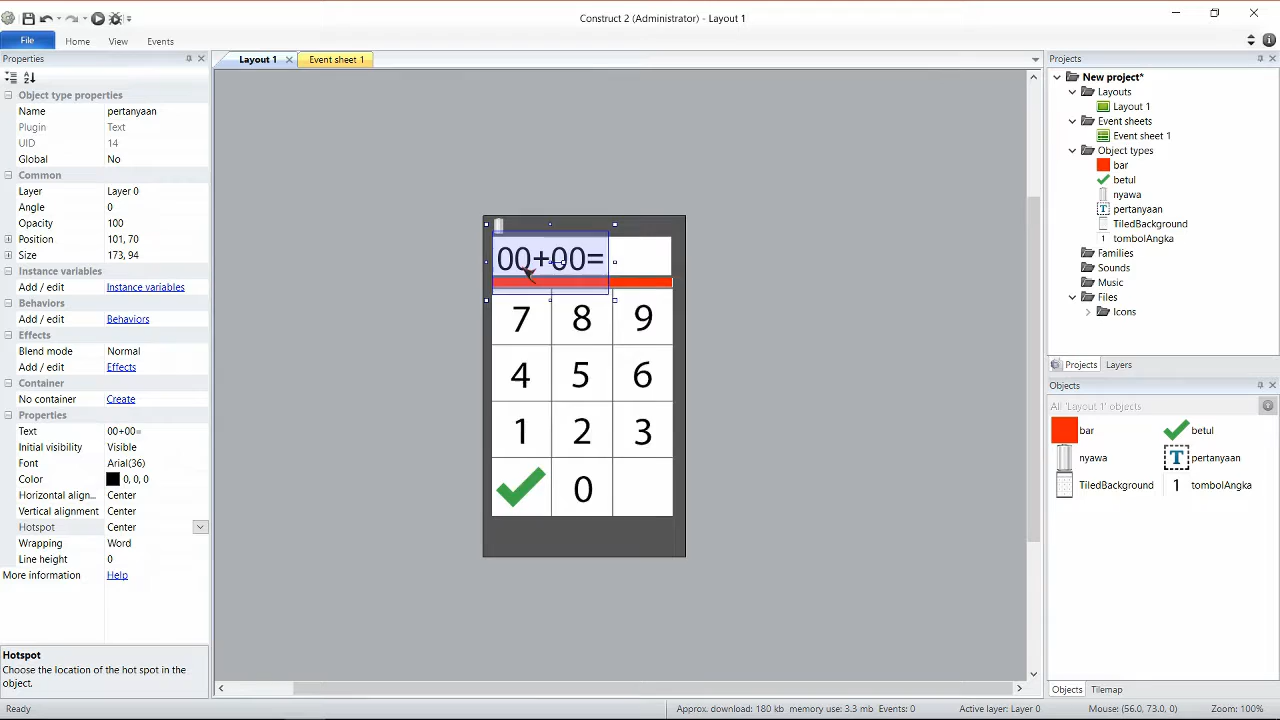 Construct 2 (Administrator) - Layout 1
File
Home
View
Events
Properties
Layout 1
Event sheet 1
Projects
Object type properties
Name pertanyaan
Plugin Text
UID 14
Global No
Common
Layer Layer 0
Angle 0
Opacity 100
Position 101, 70
Size 173, 94
Instance variables
Add / edit Instance variables
Behaviors
Add / edit Behaviors
Effects
Blend mode Normal
Add / edit Effects
Container
No container Create
Properties
Text 00+00=
Initial visibility Visible
Font Arial(36)
Color 0, 0, 0
Horizontal align... Center
Vertical alignment Center
Hotspot Center
Wrapping Word
Line height 0
More information Help
Hotspot
Choose the location of the hot spot in the
object.
00+00=
7 8 9
4 5 6
1 2 3
0
New project*
Layouts
Layout 1
Event sheets
Event sheet 1
Object types
bar
betul
nyawa
pertanyaan
TiledBackground
1 tombolAngka
Families
Sounds
Music
Files
Icons
Projects
Layers
Objects
All 'Layout 1' objects
bar
betul
nyawa
T pertanyaan
TiledBackground
1 tombolAngka
Objects
Tilemap
Ready
Approx. download: 180 kb
memory use: 3.3 mb
Events: 0
Active layer: Layer 0
Mouse: (56.0, 73.0, 0)
Zoom: 100%